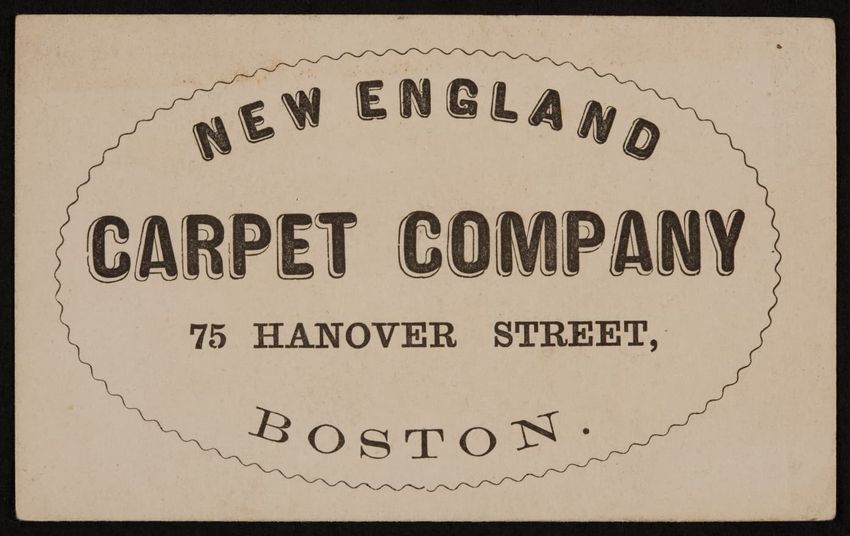 NEW ENGLAND
CARPET COMPANY
75 HANOVER STREET,
BOSTON.